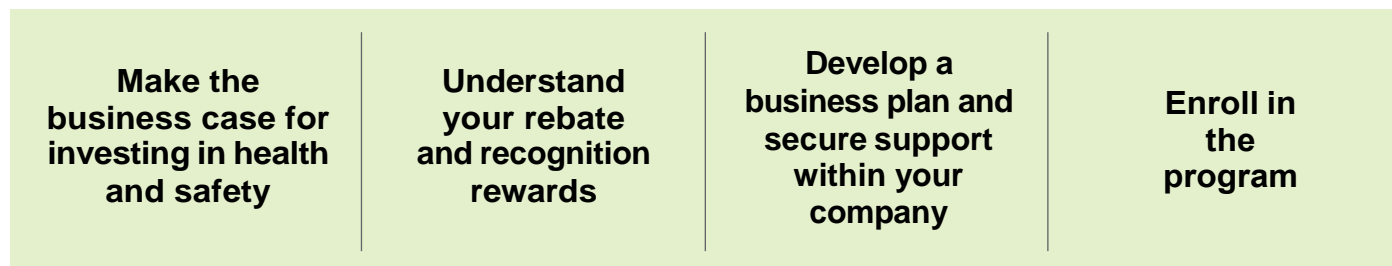 Make the
business case for
investing in health
and safety
Understand
your rebate
and recognition
rewards
Develop a
business plan and
secure support
within your
company
Enroll in
the
program